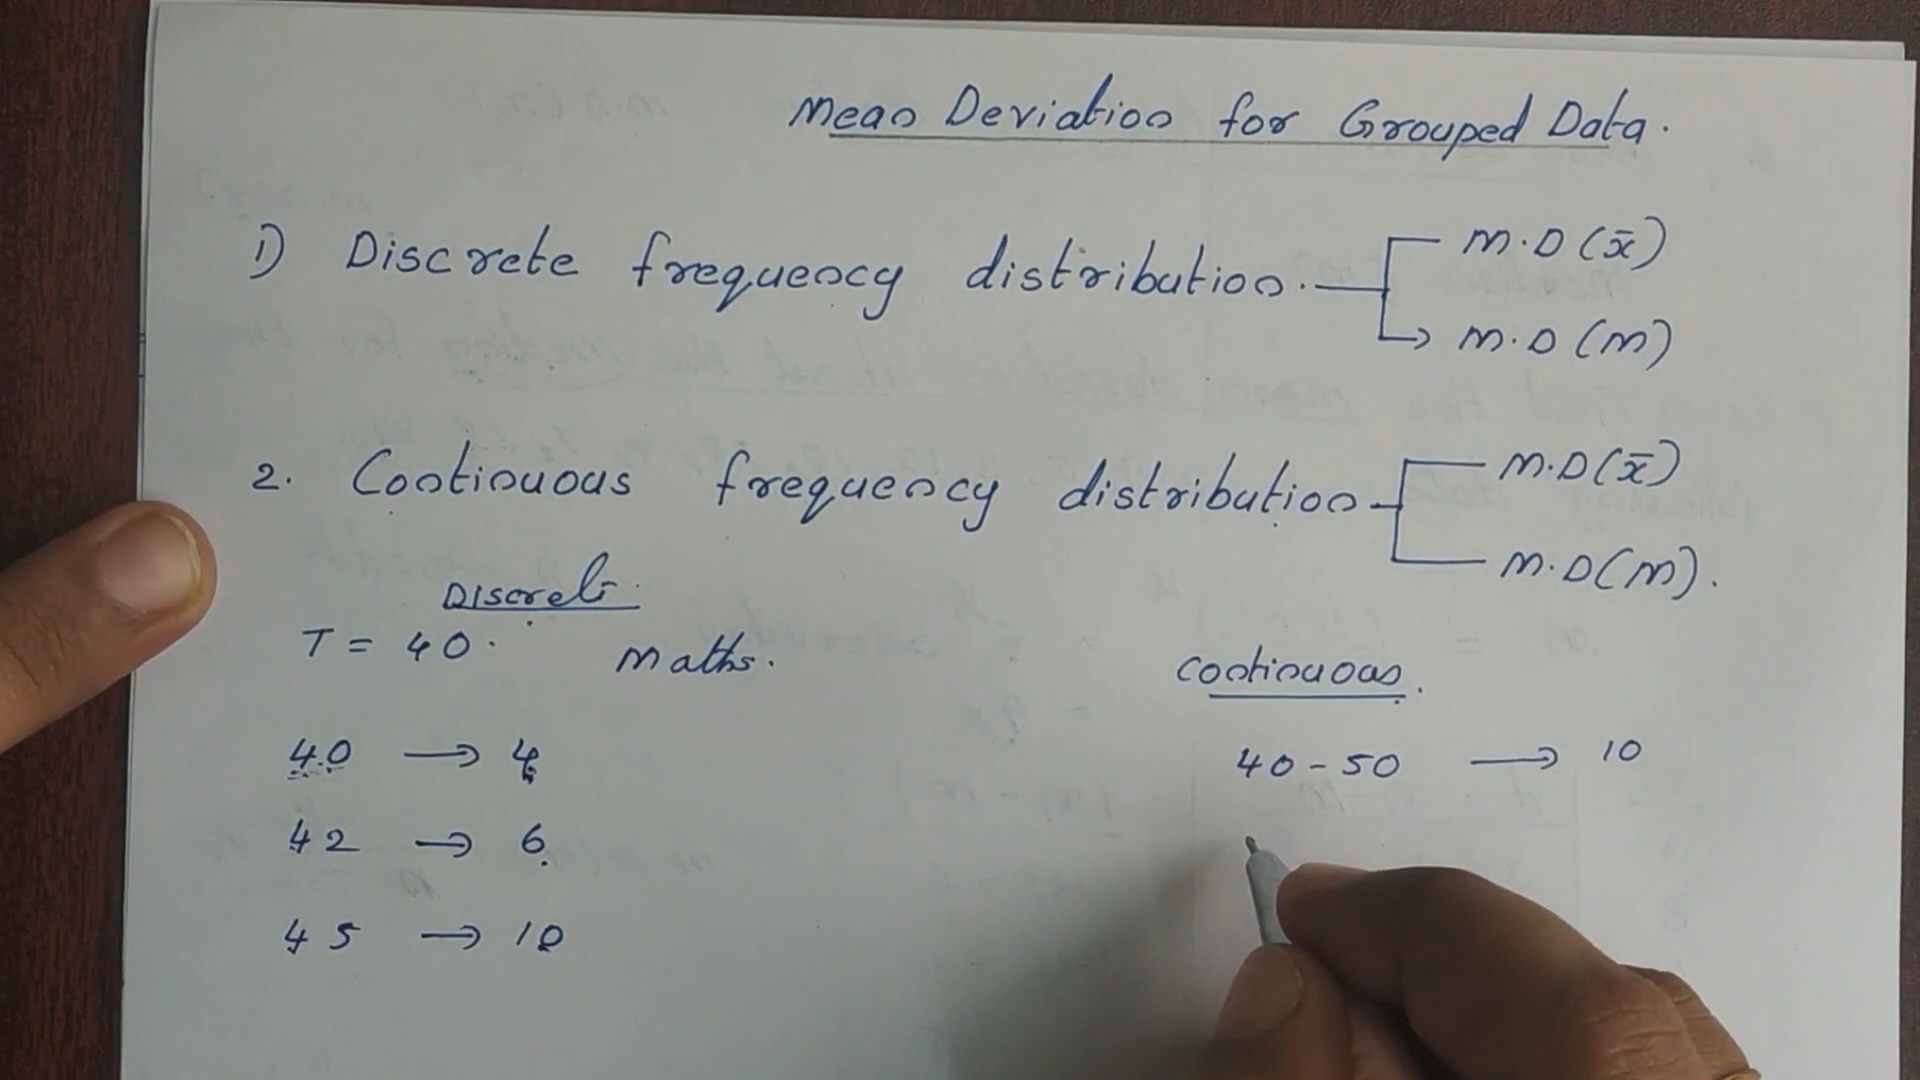 Mean Deviation for Grouped Data.
1) Discrete frequency distribution. M.D (x̄)
M.D (M)
2. Continuous frequency distribution M.D(x̄)
M.D(M).
Discrete.
T = 40. Maths.
Continuous.
40 → 4
40 - 50 → 10
42 → 6
45 → 10